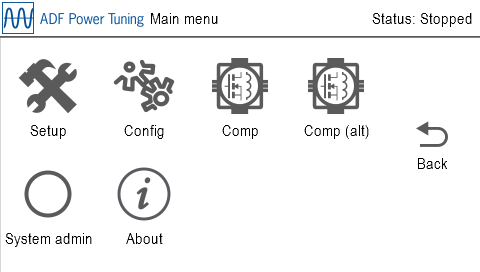 ADF Power Tuning Main menu Status: Stopped
Setup Config Comp Comp (alt)
Back
System admin About